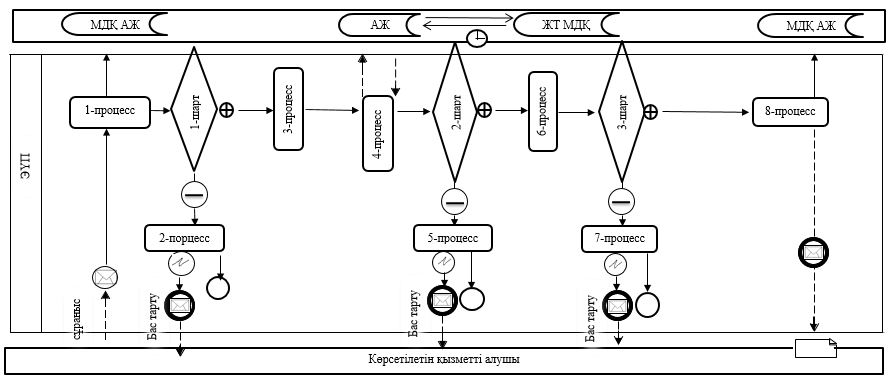 МДҚ АЖ
АЖ
ЖТ МДҚ
МДҚ АЖ
ЭҮП
1-процесс
1-шарт
3-процесс
4-процесс
2-шарт
6-процесс
3-шарт
8-процесс
2-порцесс
5-процесс
7-процесс
сұраныс
Бас тарту
Бас тарту
Бас тарту
Көрсетілетін қызметті алушы